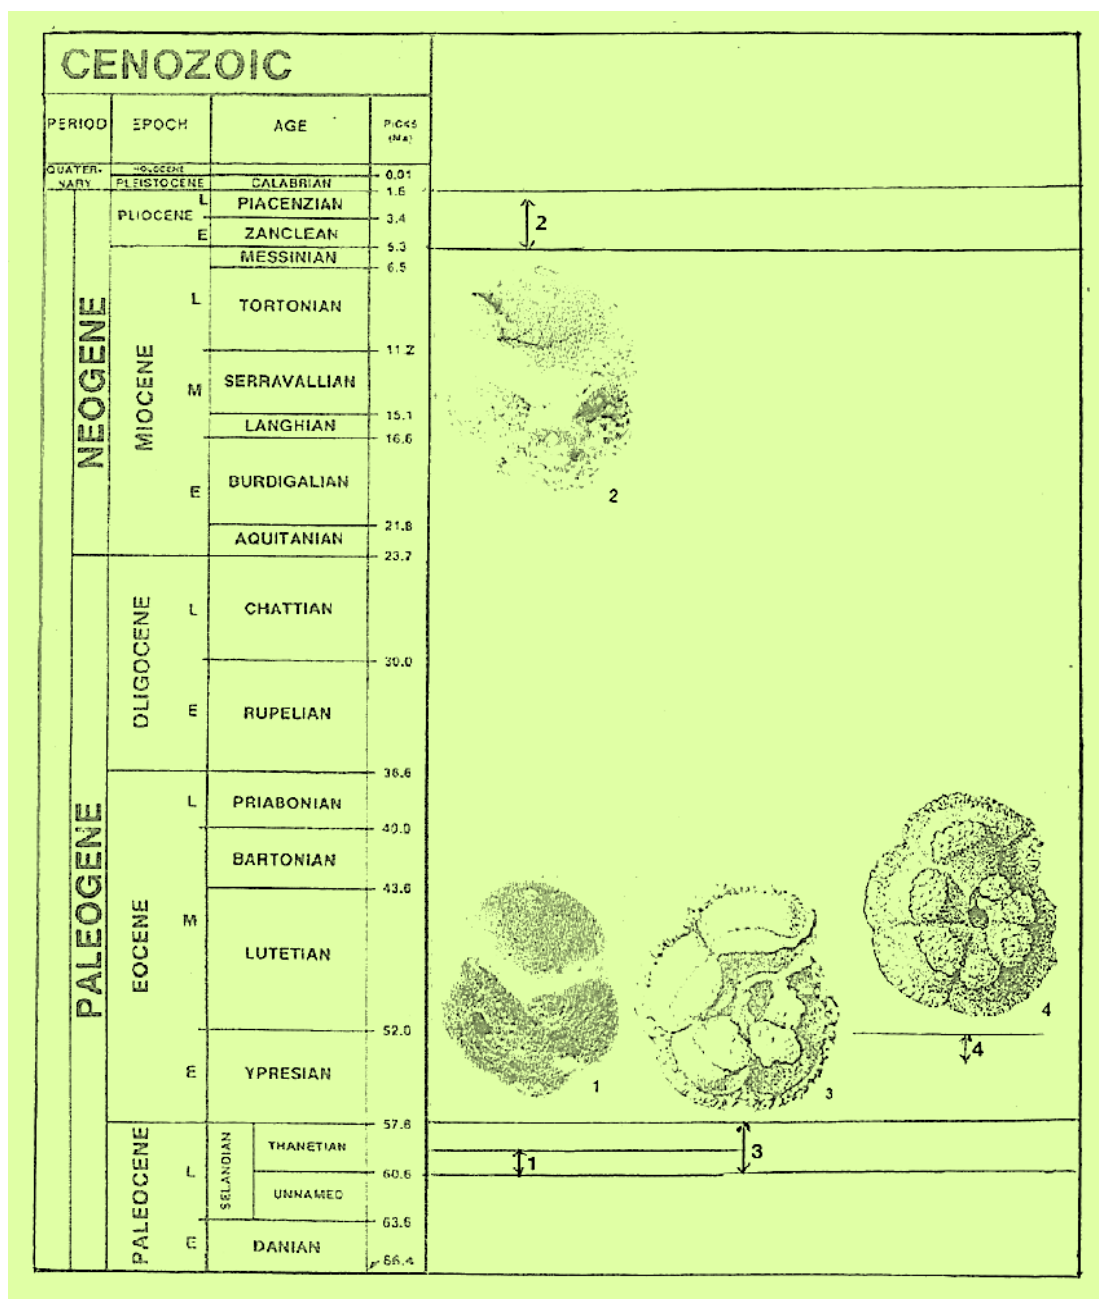 CENOZOIC
PERIOD EPOCH AGE PICKS (Ma)
QUATER-NARY HOLOCENE 0.01
PLEISTOCENE CALABRIAN 1.6
NEOGENE
PLIOCENE L PIACENZIAN 3.4
E ZANCLEAN 5.3
2
MIOCENE
MESSINIAN 6.5
L TORTONIAN 11.2
M SERRAVALLIAN 15.1
LANGHIAN 16.6
E BURDIGALIAN 21.8
2
AQUITANIAN 23.7
PALEOGENE
OLIGOCENE
L CHATTIAN 30.0
E RUPELIAN 36.6
EOCENE
L PRIABONIAN 40.0
BARTONIAN 43.6
M LUTETIAN 52.0
4
4
E YPRESIAN 57.8
1
3
PALEOCENE
SELANDIAN
L THANETIAN 60.6
3
1
UNNAMED 63.6
E DANIAN 66.4